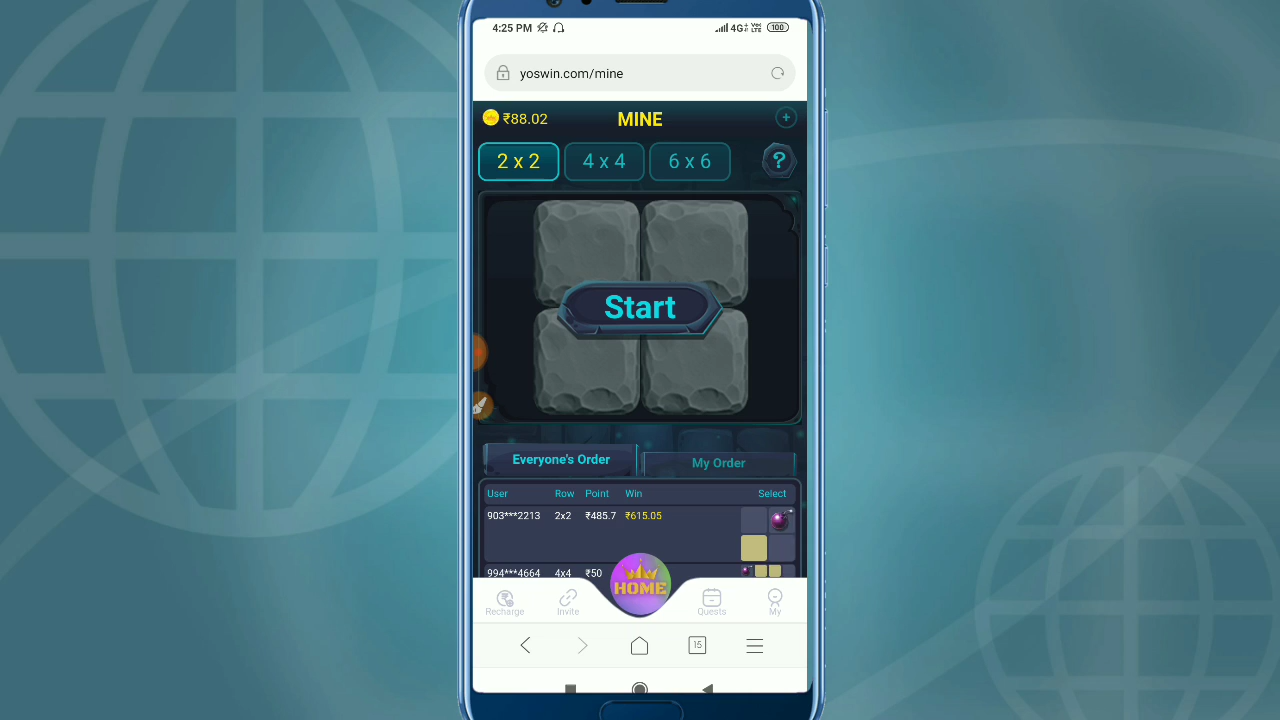 4:25 PM 4G+ Vo) LTE 100
yoswin.com/mine
₹88.02 MINE +
2 x 2 4 x 4 6 x 6 ?
Start
Everyone's Order My Order
User Row Point Win Select
903***2213 2x2 ₹485.7 ₹615.05
994***4664 4x4 ₹50
HOME
Recharge Invite Quests My
15